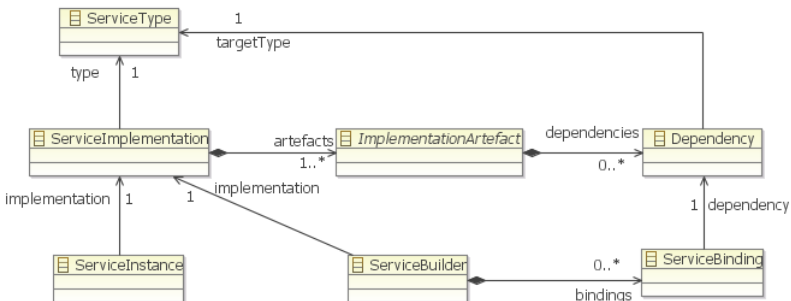 ServiceType
1
targetType
type
1
ServiceImplementation
artefacts
1..*
ImplementationArtefact
dependencies
0..*
Dependency
implementation
1
1
implementation
1
dependency
ServiceInstance
ServiceBuilder
0..*
bindings
ServiceBinding